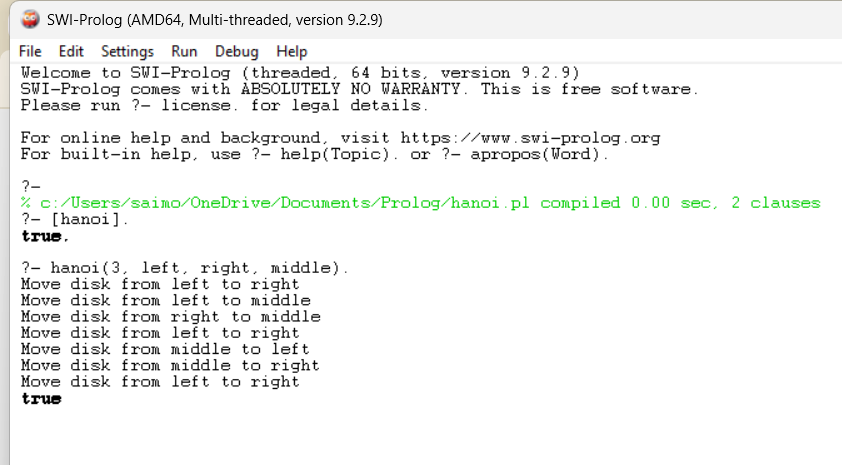 SWI-Prolog (AMD64, Multi-threaded, version 9.2.9)
File Edit Settings Run Debug Help
Welcome to SWI-Prolog (threaded, 64 bits, version 9.2.9)
SWI-Prolog comes with ABSOLUTELY NO WARRANTY. This is free software.
Please run ?- license. for legal details.
For online help and background, visit https://www.swi-prolog.org
For built-in help, use ?- help(Topic). or ?- apropos(Word).
?-
% c:/Users/saimo/OneDrive/Documents/Prolog/hanoi.pl compiled 0.00 sec, 2 clauses
?- [hanoi].
true.
?- hanoi(3, left, right, middle).
Move disk from left to right
Move disk from left to middle
Move disk from right to middle
Move disk from left to right
Move disk from middle to left
Move disk from middle to right
Move disk from left to right
true